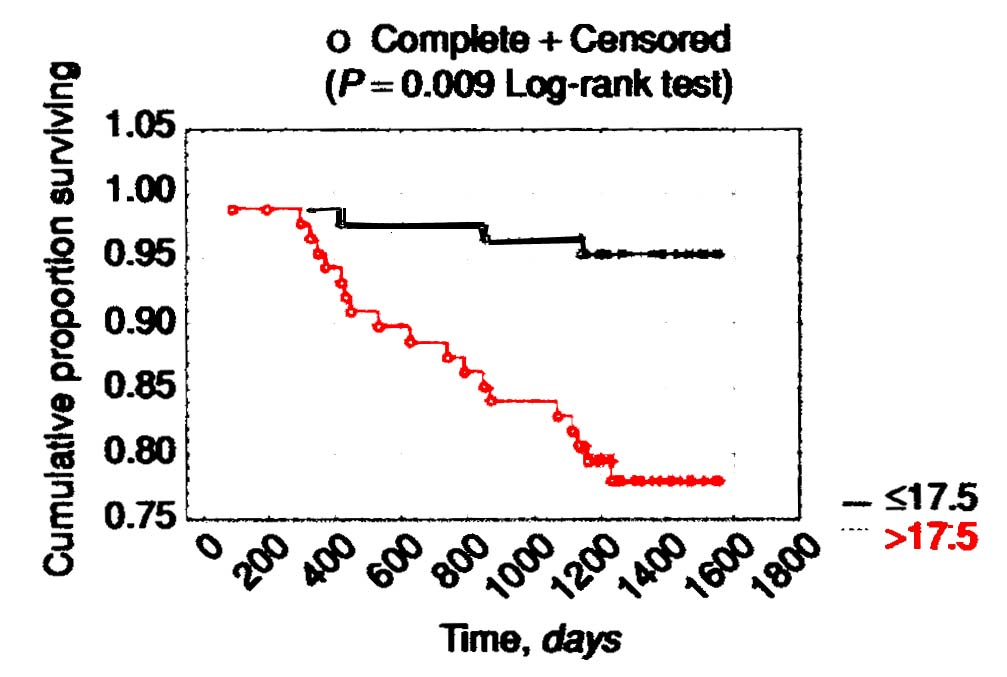 o Complete + Censored
(P = 0.009 Log-rank test)
Cumulative proportion surviving
1.05
1.00
0.95
0.90
0.85
0.80
0.75
0 200 400 600 800 1000 1200 1400 1600 1800
Time, days
≤17.5
>17.5